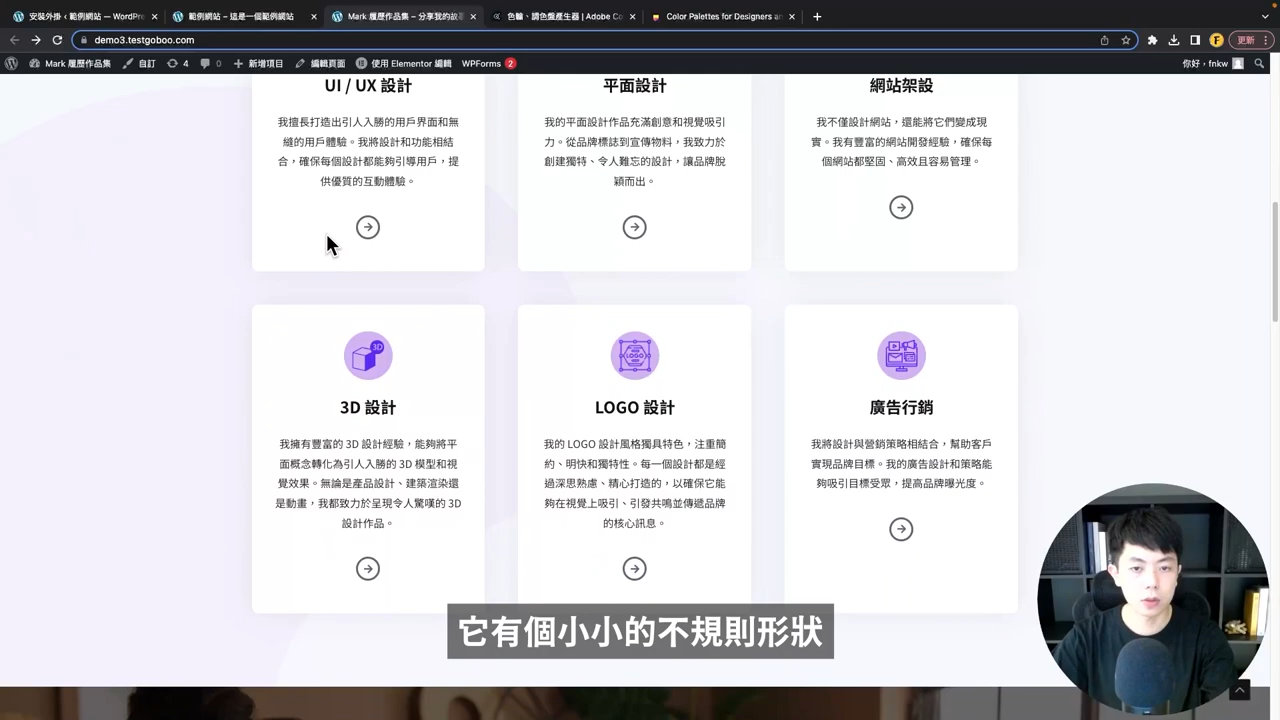 安裝外掛 ‹ 範例網站 — WordPre
範例網站 – 這是一個範例網站
Mark 履歷作品集 – 分享我的故事
色輪、調色盤產生器 | Adobe Co
Color Palettes for Designers an
demo3.testgoboo.com
更新
Mark 履歷作品集
自訂
4
0
新增項目
編輯頁面
使用 Elementor 編輯
WPForms 2
你好，fnkw
UI / UX 設計
平面設計
網站架設
我擅長打造出引人入勝的用戶界面和無
縫的用戶體驗。我將設計和功能相結
合，確保每個設計都能夠引導用戶，提
供優質的互動體驗。
我的平面設計作品充滿創意和視覺吸引
力。從品牌標誌到宣傳物料，我致力於
創建獨特、令人難忘的設計，讓品牌脫
穎而出。
我不僅設計網站，還能將它們變成現
實。我有豐富的網站開發經驗，確保每
個網站都堅固、高效且容易管理。
3D
LOGO
3D 設計
LOGO 設計
廣告行銷
我擁有豐富的 3D 設計經驗，能夠將平
面概念轉化為引人入勝的 3D 模型和視
覺效果。無論是產品設計、建築渲染還
是動畫，我都致力於呈現令人驚嘆的 3D
設計作品。
我的 LOGO 設計風格獨具特色，注重簡
約、明快和獨特性。每一個設計都是經
過深思熟慮、精心打造的，以確保它能
夠在視覺上吸引、引發共鳴並傳遞品牌
的核心訊息。
我將設計與營銷策略相結合，幫助客戶
實現品牌目標。我的廣告設計和策略能
夠吸引目標受眾，提高品牌曝光度。
它有個小小的不規則形狀